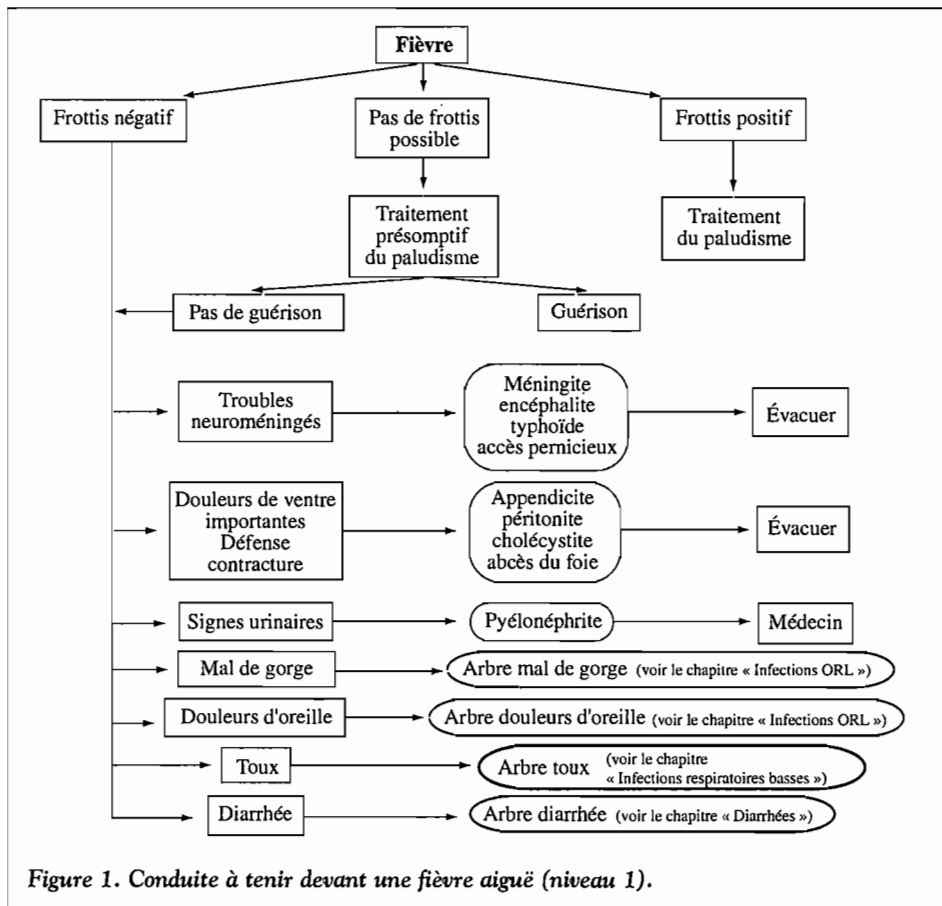 Fièvre
Frottis négatif
Pas de frottis
possible
Frottis positif
Traitement
présomptif
du paludisme
Traitement
du paludisme
Pas de guérison
Guérison
Troubles
neuroméningés
Méningite
encéphalite
typhoïde
accès pernicieux
Évacuer
Douleurs de ventre
importantes
Défense
contracture
Appendicite
péritonite
cholécystite
abcès du foie
Évacuer
Signes urinaires
Pyélonéphrite
Médecin
Mal de gorge
Arbre mal de gorge (voir le chapitre « Infections ORL »)
Douleurs d'oreille
Arbre douleurs d'oreille (voir le chapitre « Infections ORL »)
Toux
Arbre toux (voir le chapitre
« Infections respiratoires basses »)
Diarrhée
Arbre diarrhée (voir le chapitre « Diarrhées »)
Figure 1. Conduite à tenir devant une fièvre aiguë (niveau 1).